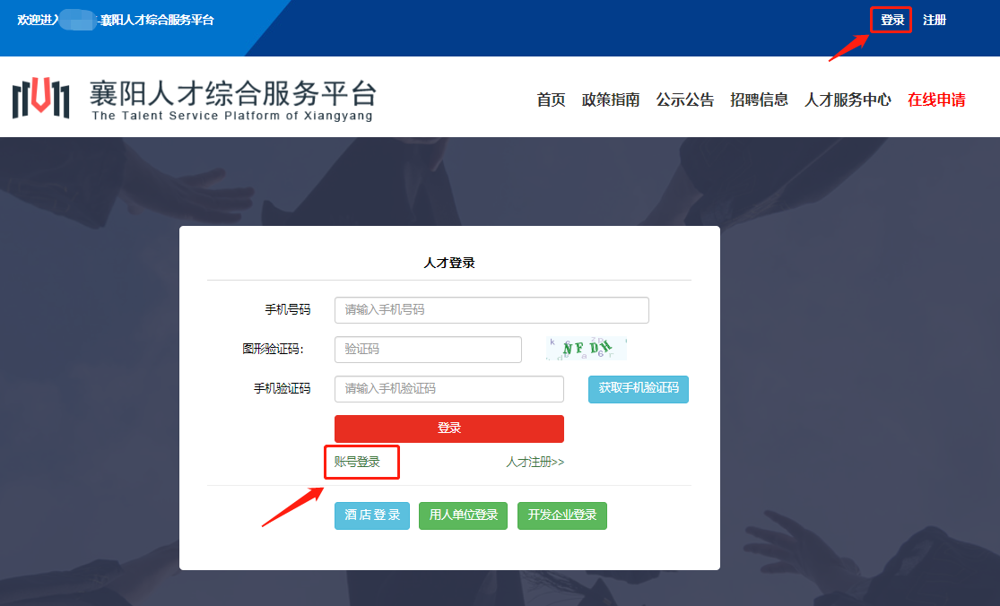 欢迎进入 -襄阳人才综合服务平台
登录 注册
襄阳人才综合服务平台
The Talent Service Platform of Xiangyang
首页 政策指南 公示公告 招聘信息 人才服务中心 在线申请
人才登录
手机号码 请输入手机号码
图形验证码: 验证码 NFDH
手机验证码 请输入手机验证码 获取手机验证码
登录
账号登录 人才注册>>
酒店登录 用人单位登录 开发企业登录